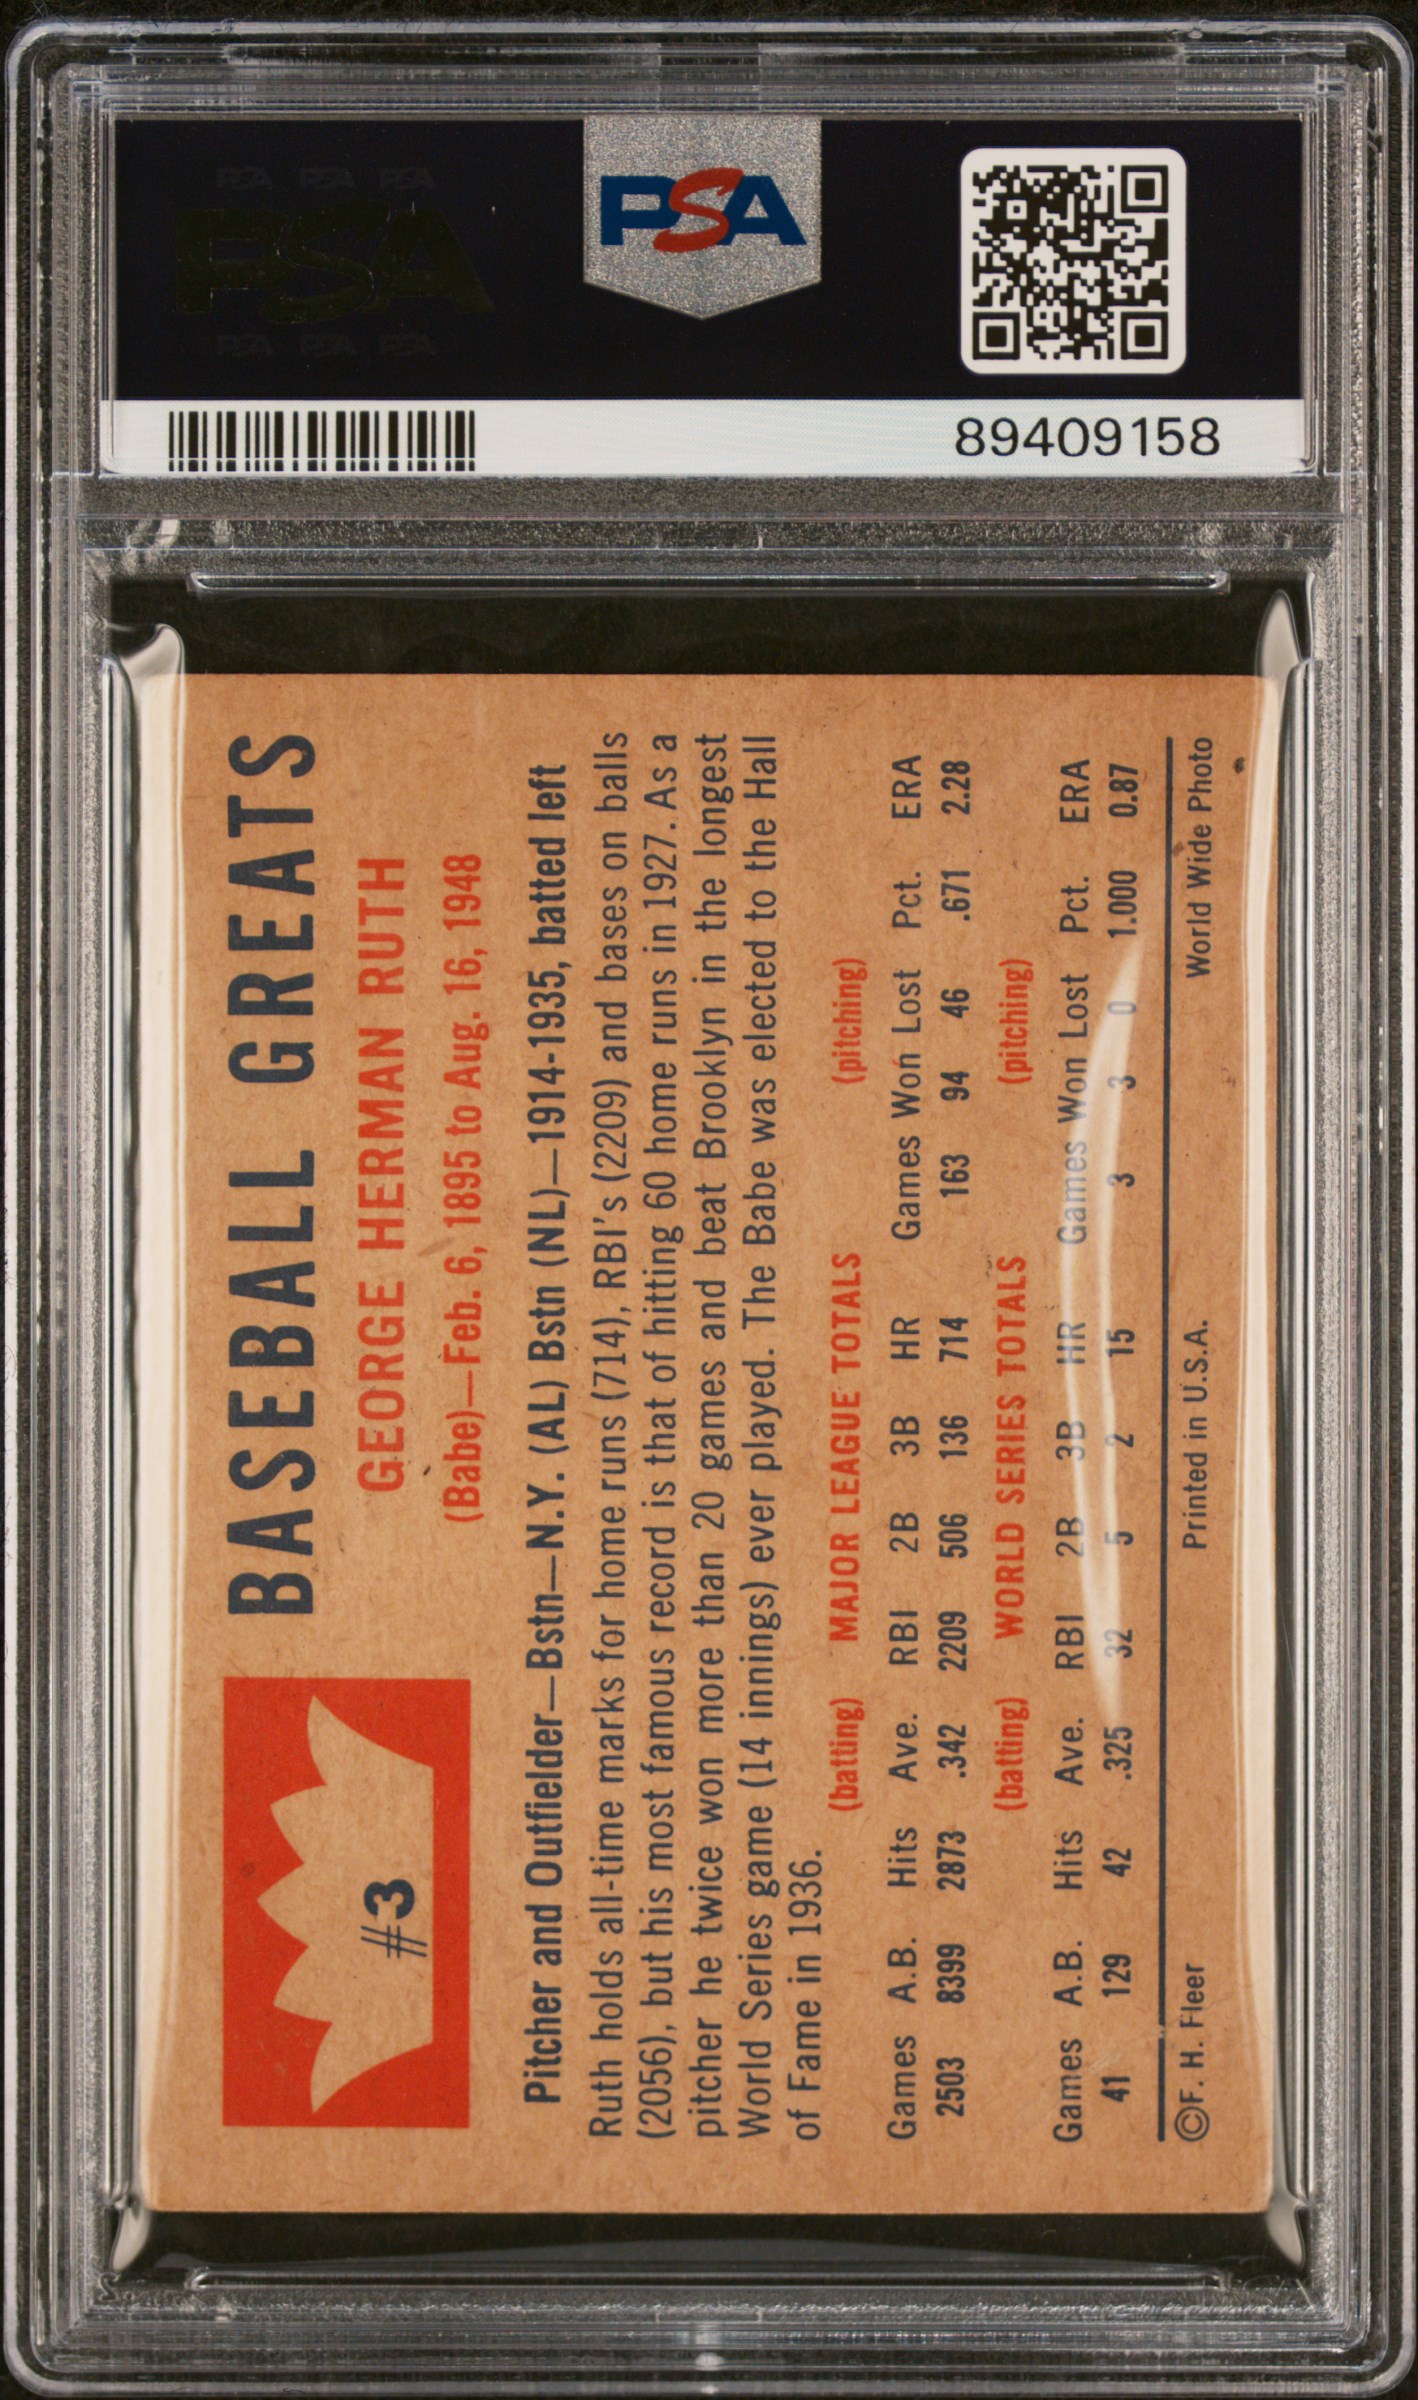 PSA PSA PSA
PSA
PSA PSA PSA
PSA
89409158
#3
BASEBALL GREATS
GEORGE HERMAN RUTH
(Babe)—Feb. 6, 1895 to Aug. 16, 1948
Pitcher and Outfielder—Bstn—N.Y. (AL) Bstn (NL)—1914-1935, batted left
Ruth holds all-time marks for home runs (714), RBI's (2209) and bases on balls
(2056), but his most famous record is that of hitting 60 home runs in 1927. As a
pitcher he twice won more than 20 games and beat Brooklyn in the longest
World Series game (14 innings) ever played. The Babe was elected to the Hall
of Fame in 1936.
(batting) MAJOR LEAGUE TOTALS (pitching)
Games A.B. Hits Ave. RBI 2B 3B HR Games Won Lost Pct. ERA
2503 8399 2873 .342 2209 506 136 714 163 94 46 .671 2.28
(batting) WORLD SERIES TOTALS (pitching)
Games A.B. Hits Ave. RBI 2B 3B HR Games Won Lost Pct. ERA
41 129 42 .325 32 5 2 15 3 3 0 1.000 0.87
©F. H. Fleer Printed in U.S.A. World Wide Photo